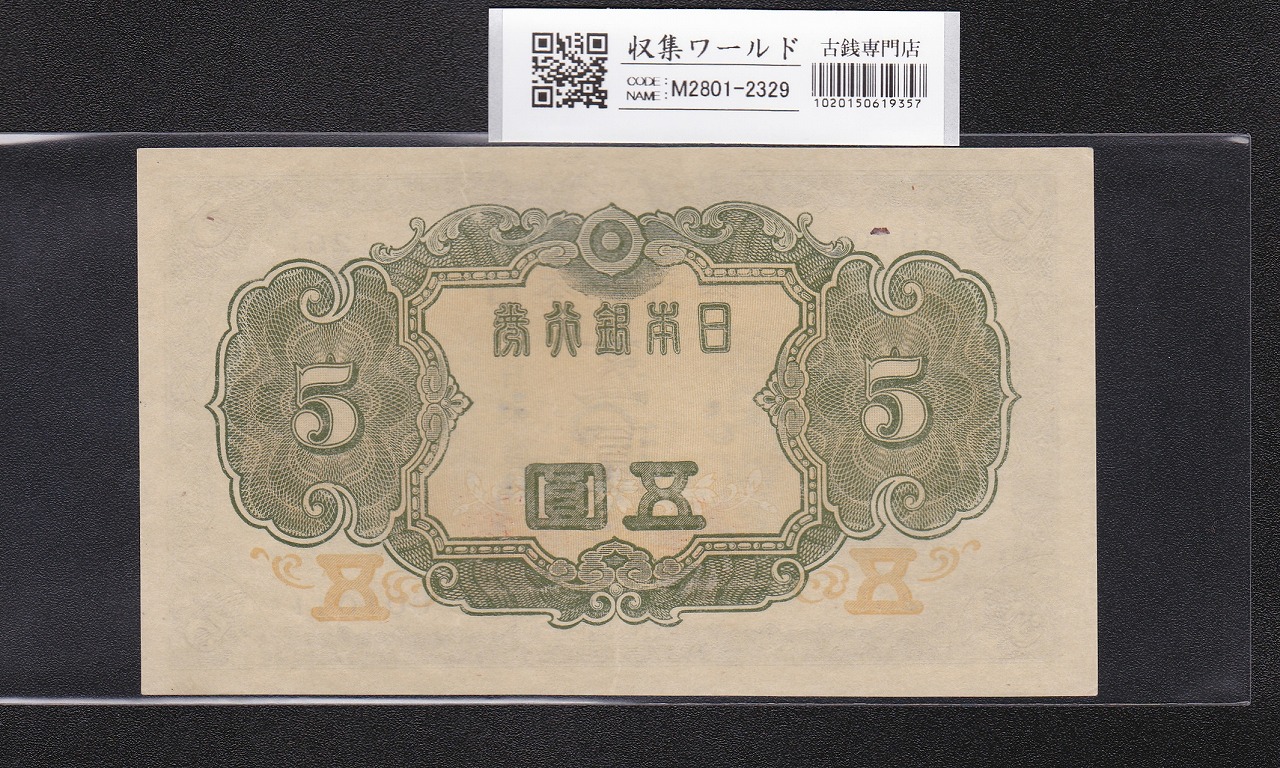 収集ワールド 古銭専門店
CODE:
NAME: M2801-2329
1020150619357
券行銀本日
5 5
圓五
五 五